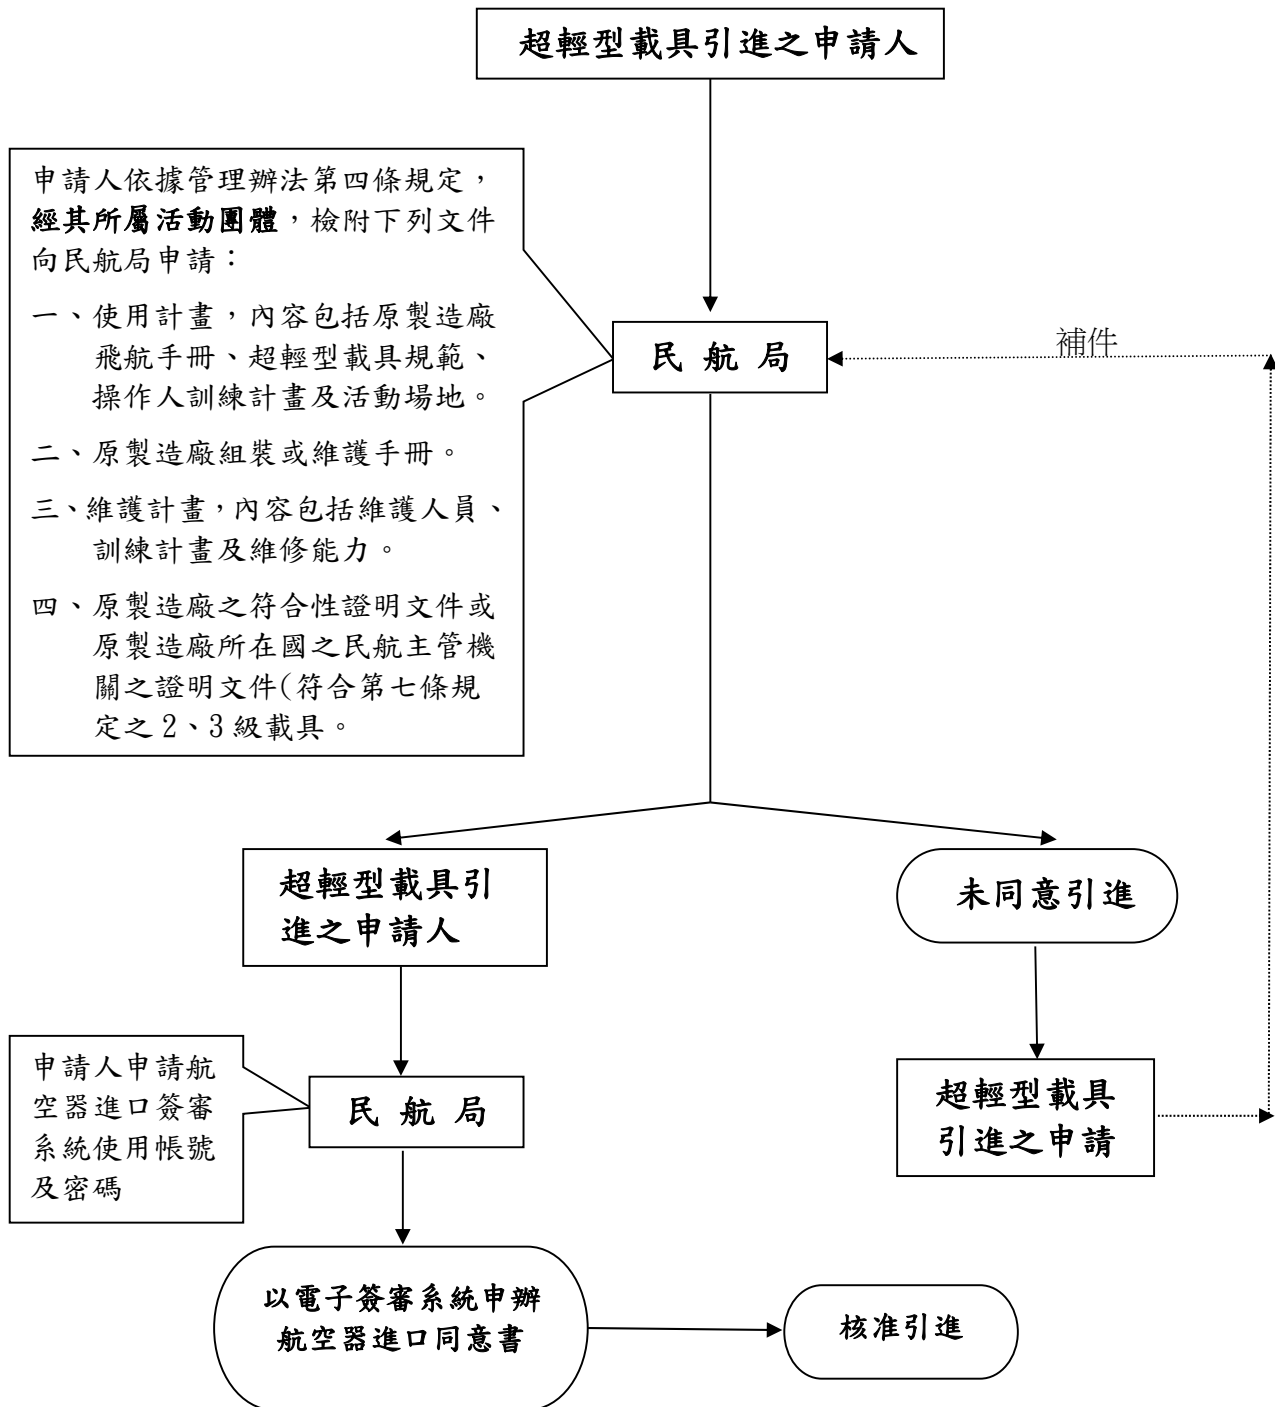 超輕型載具引進之申請人
申請人依據管理辦法第四條規定，
經其所屬活動團體，檢附下列文件
向民航局申請：
一、使用計畫，內容包括原製造廠
飛航手冊、超輕型載具規範、
操作人訓練計畫及活動場地。
二、原製造廠組裝或維護手冊。
三、維護計畫，內容包括維護人員、
訓練計畫及維修能力。
四、原製造廠之符合性證明文件或
原製造廠所在國之民航主管機
關之證明文件(符合第七條規
定之 2、3 級載具。
民 航 局
補件
超輕型載具引
進之申請人
未同意引進
申請人申請航
空器進口簽審
系統使用帳號
及密碼
民 航 局
超輕型載具
引進之申請
以電子簽審系統申辦
航空器進口同意書
核准引進